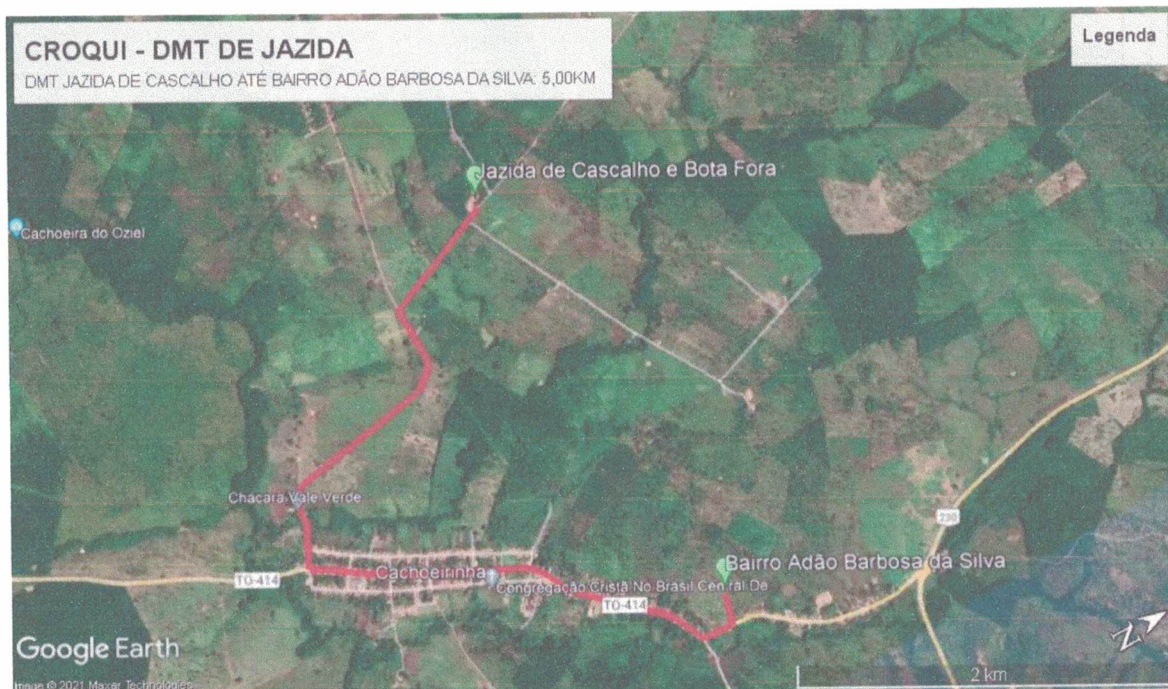 CROQUI - DMT DE JAZIDA
DMT JAZIDA DE CASCALHO ATÉ BAIRRO ADÃO BARBOSA DA SILVA: 5,00KM
Legenda
Jazida de Cascalho e Bota Fora
Cachoeira do Oziel
Chácara Vale Verde
230
Bairro Adão Barbosa da Silva
Cachoeirinha
TO-414
Congregação Cristã No Brasil Central De
TO-414
N
Google Earth
2 km
Image © 2021 Maxar Technologies